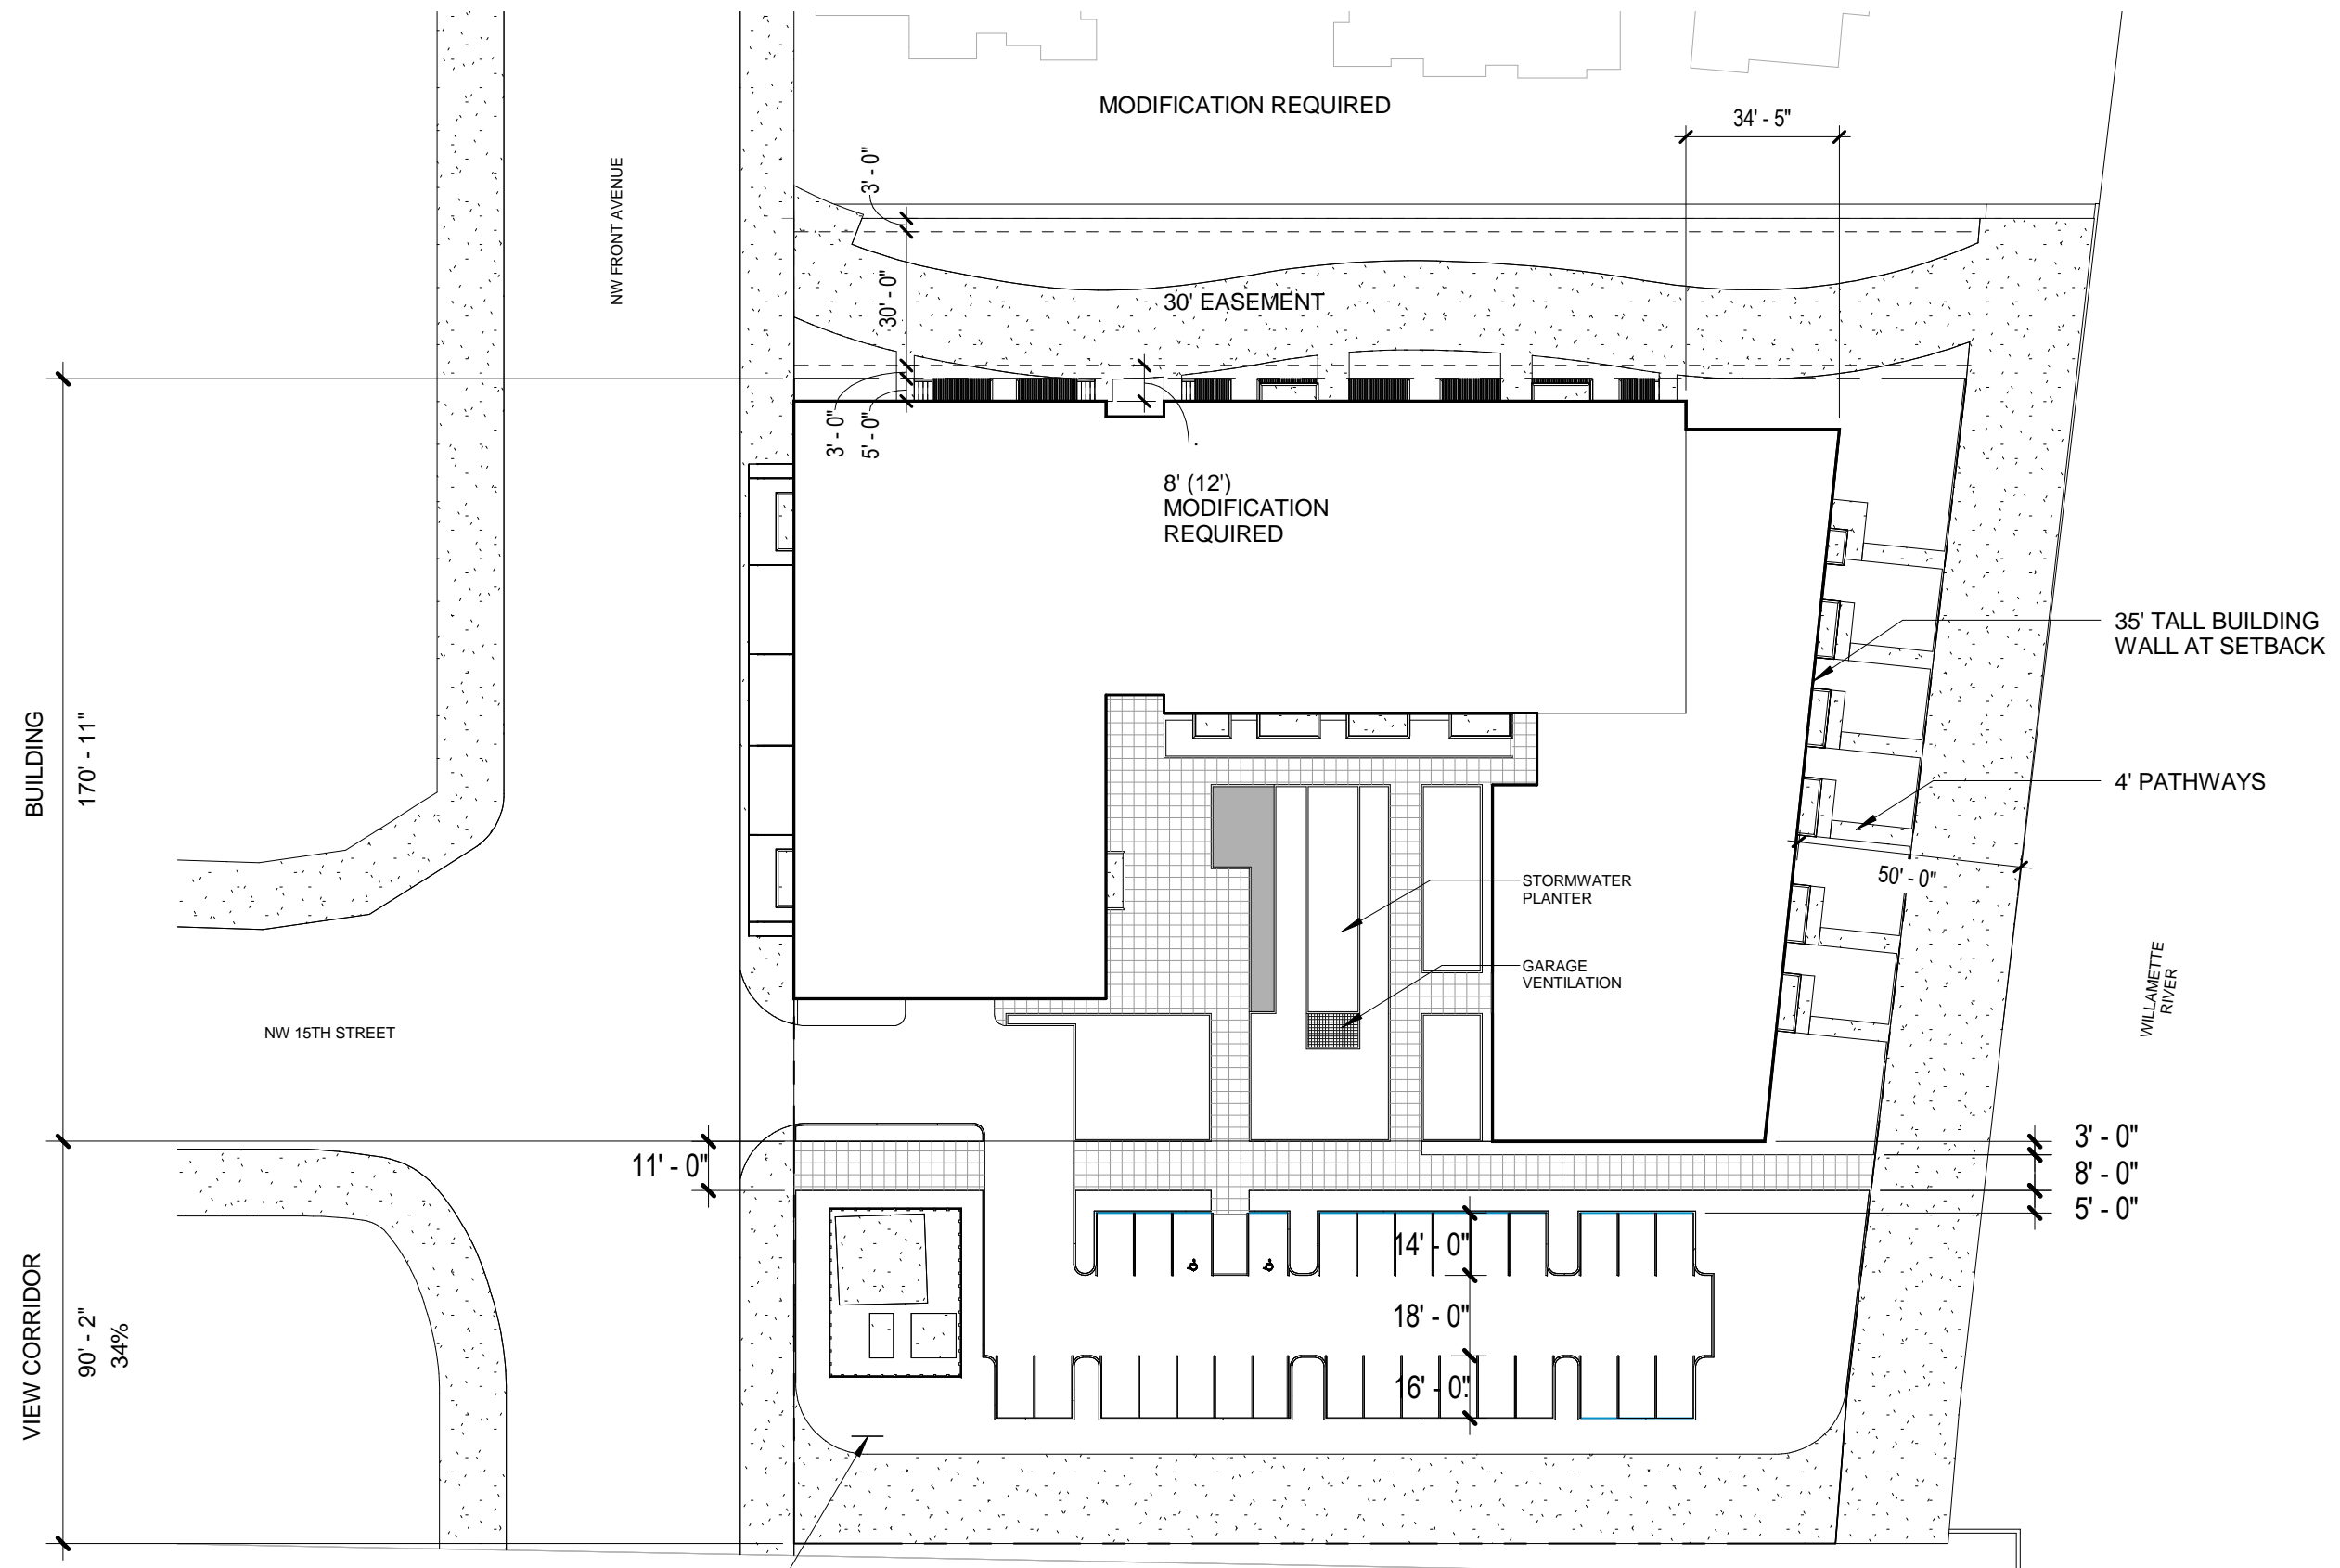 MODIFICATION REQUIRED
34' - 5"
3' - 0"
NW FRONT AVENUE
30' - 0"
30' EASEMENT
3' - 0"
5' - 0"
8' (12')
MODIFICATION
REQUIRED
35' TALL BUILDING
WALL AT SETBACK
BUILDING
170' - 11"
4' PATHWAYS
50' - 0"
STORMWATER
PLANTER
GARAGE
VENTILATION
WILLAMETTE
RIVER
NW 15TH STREET
11' - 0"
3' - 0"
8' - 0"
5' - 0"
14' - 0"
18' - 0"
16' - 0"
VIEW CORRIDOR
90' - 2"
34%